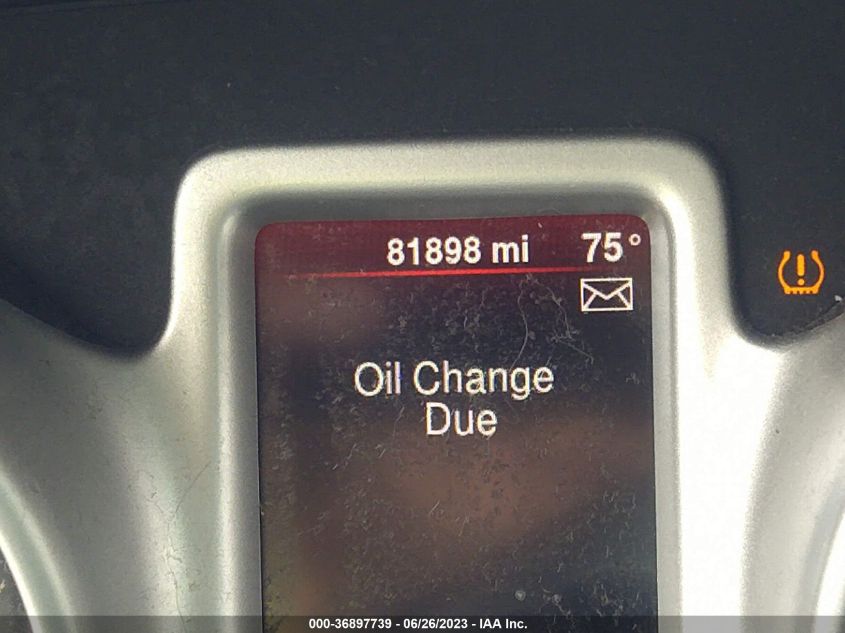 81898 mi 75°
Oil Change
Due
000-36897739 - 06/26/2023 - IAA Inc.